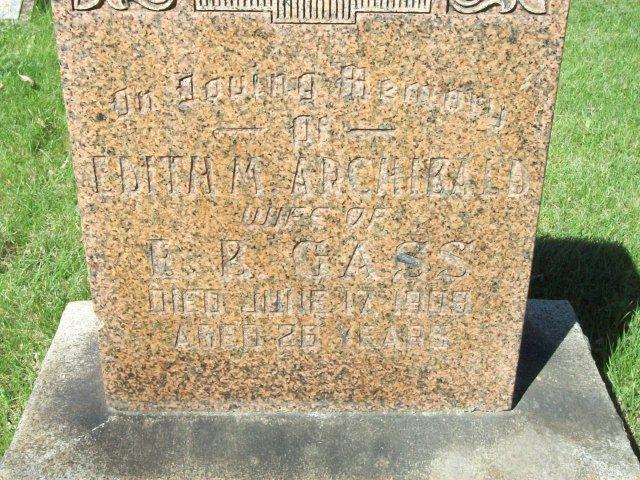 In Loving Memory
Of
EDITH M. ARCHIBALD
WIFE OF
GASS
DIED JUNE 17, 1909
AGED 26 YEARS